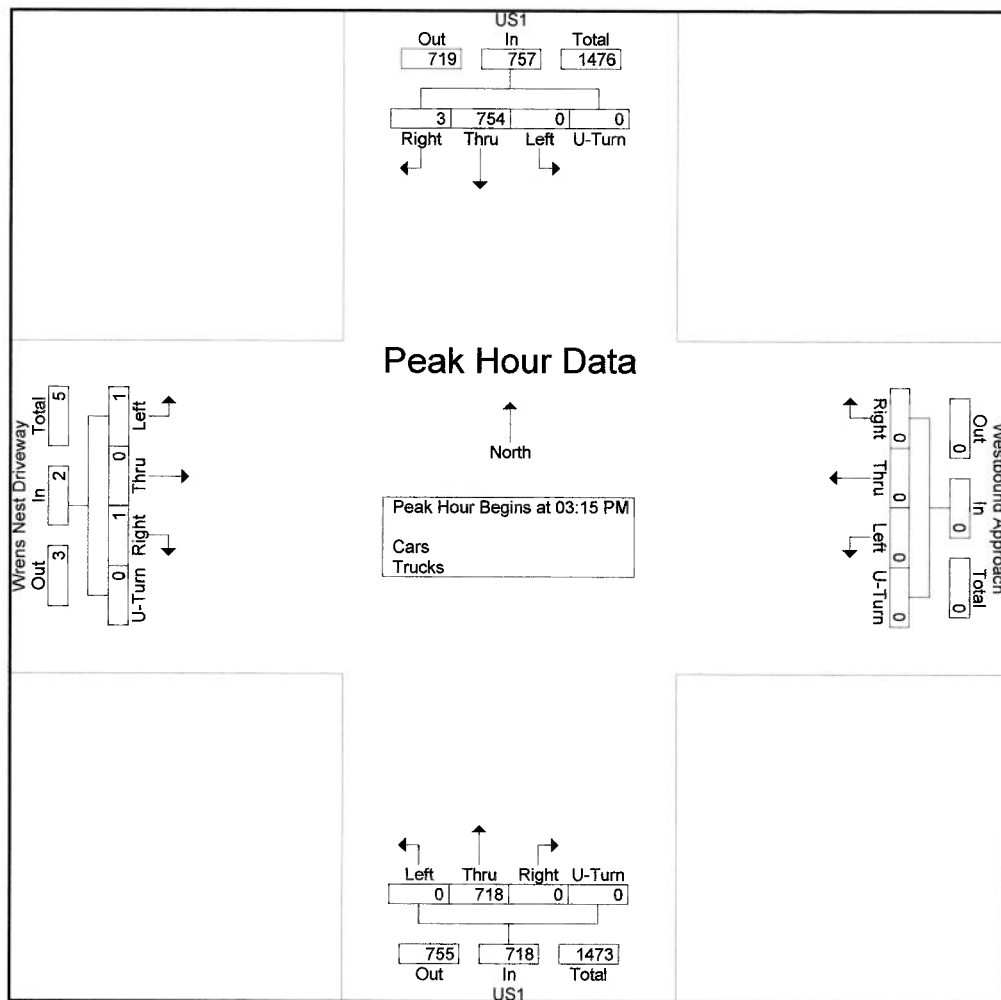 US1
Out In Total
719 757 1476
3 754 0 0
Right Thru Left U-Turn
Peak Hour Data
North
Peak Hour Begins at 03:15 PM
Cars
Trucks
Wrens Nest Driveway
Out In Total
3 2 5
0 1 0 1
U-Turn Right Thru Left
Westbound Approach
Out In Total
0 0 0
0 0 0 0
Right Thru Left U-Turn
Left Thru Right U-Turn
0 718 0 0
755 718 1473
Out In Total
US1